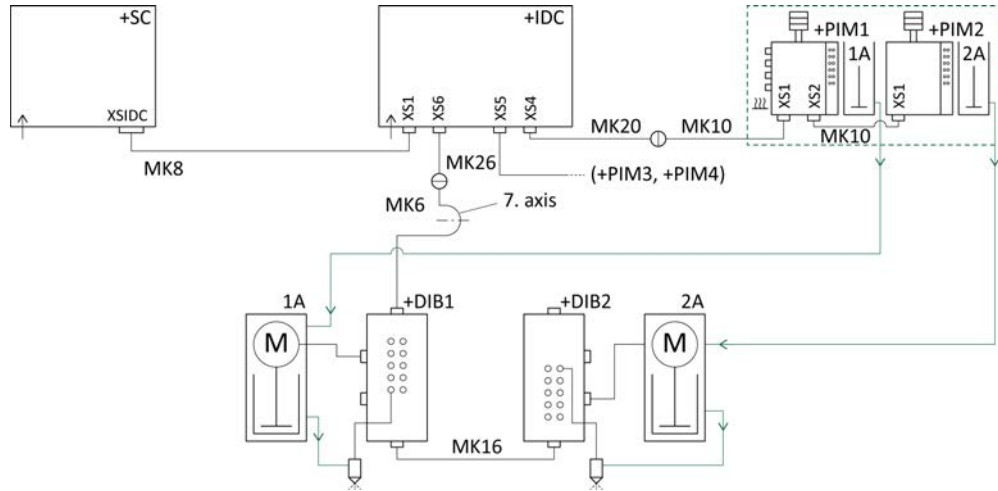 +SC
+IDC
+PIM1
+PIM2
1A
2A
XSIDC
XS1
XS6
XS5
XS4
XS1
XS2
XS1
MK20
MK10
MK10
MK8
MK26
(+PIM3, +PIM4)
MK6
7. axis
1A
+DIB1
+DIB2
2A
M
M
MK16